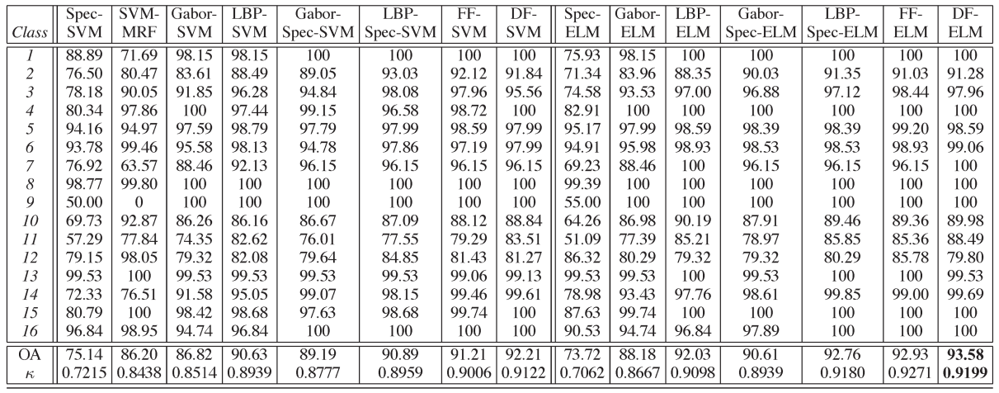 Spec- SVM- Gabor- LBP- Gabor- LBP- FF- DF- Spec- Gabor- LBP- Gabor- LBP- FF- DF-
Class SVM MRF SVM SVM Spec-SVM Spec-SVM SVM SVM ELM ELM ELM Spec-ELM Spec-ELM ELM ELM
1 88.89 71.69 98.15 98.15 100 100 100 100 75.93 98.15 100 100 100 100 100
2 76.50 80.47 83.61 88.49 89.05 93.03 92.12 91.84 71.34 83.96 88.35 90.03 91.35 91.03 91.28
3 78.18 90.05 91.85 96.28 94.84 98.08 97.96 95.56 74.58 93.53 97.00 96.88 97.12 98.44 97.96
4 80.34 97.86 100 97.44 99.15 96.58 98.72 100 82.91 100 100 100 100 100 100
5 94.16 94.97 97.59 98.79 97.79 97.99 98.59 97.99 95.17 97.99 98.59 98.39 98.39 99.20 98.59
6 93.78 99.46 95.58 98.13 94.78 97.86 97.19 97.99 94.91 95.98 98.93 98.53 98.53 98.93 99.06
7 76.92 63.57 88.46 92.13 96.15 96.15 96.15 96.15 69.23 88.46 100 96.15 96.15 96.15 100
8 98.77 99.80 100 100 100 100 100 100 99.39 100 100 100 100 100 100
9 50.00 0 100 100 100 100 100 100 55.00 100 100 100 100 100 100
10 69.73 92.87 86.26 86.16 86.67 87.09 88.12 88.84 64.26 86.98 90.19 87.91 89.46 89.36 89.98
11 57.29 77.84 74.35 82.62 76.01 77.55 79.29 83.51 51.09 77.39 85.21 78.97 85.85 85.36 88.49
12 79.15 98.05 79.32 82.08 79.64 84.85 81.43 81.27 86.32 80.29 79.32 79.32 80.29 85.78 79.80
13 99.53 100 99.53 99.53 99.53 99.53 99.06 99.13 99.53 99.53 100 99.53 100 100 99.53
14 72.33 76.51 91.58 95.05 99.07 98.15 99.46 99.61 78.98 93.43 97.76 98.61 99.85 99.00 99.69
15 80.79 100 98.42 98.68 97.63 98.68 99.74 100 87.63 99.74 100 100 100 100 100
16 96.84 98.95 94.74 96.84 100 100 100 100 90.53 94.74 96.84 97.89 100 100 100
OA 75.14 86.20 86.82 90.63 89.19 90.89 91.21 92.21 73.72 88.18 92.03 90.61 92.76 92.93 93.58
κ 0.7215 0.8438 0.8514 0.8939 0.8777 0.8959 0.9006 0.9122 0.7062 0.8667 0.9098 0.8939 0.9180 0.9271 0.9199